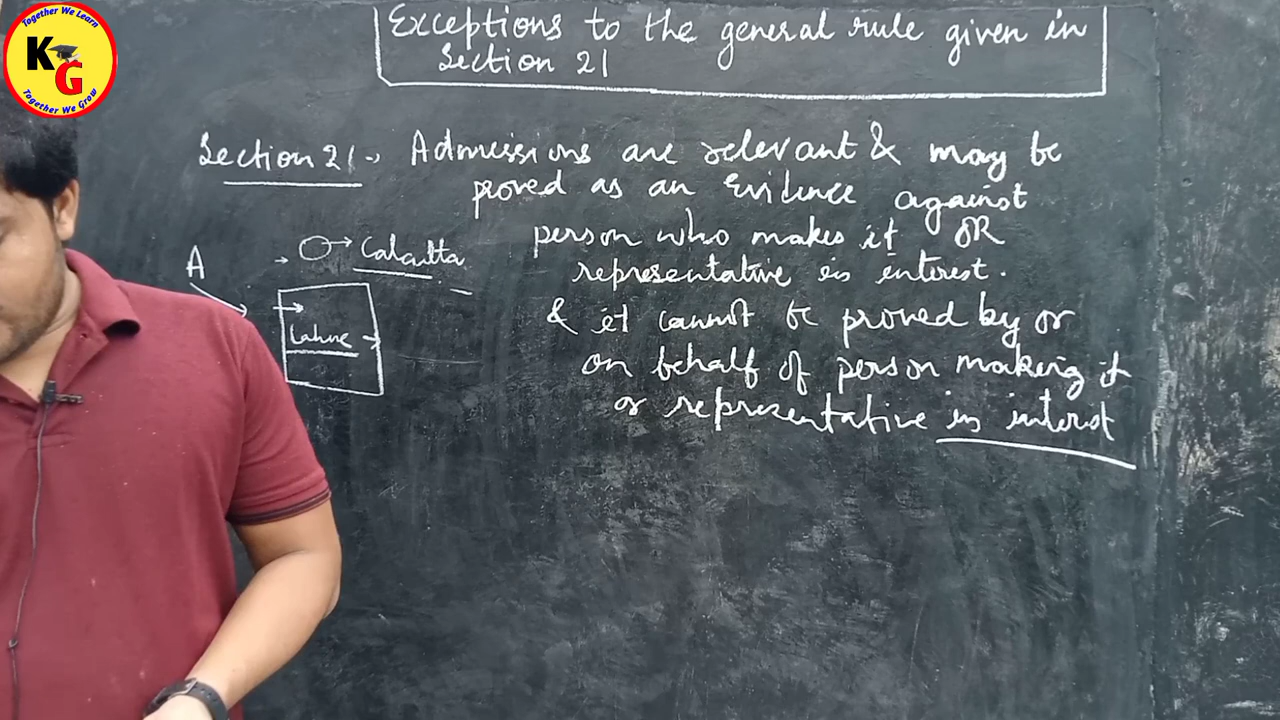 Together We Learn
KG
Together We Grow
Exceptions to the general rule given in
Section 21
Section 21 :- Admissions are relevant & may be
proved as an Evidence against
person who makes it OR
representative in interest.
& it cannot be proved by or
on behalf of person making it
or representative in interest
A
Calcutta
Lahore